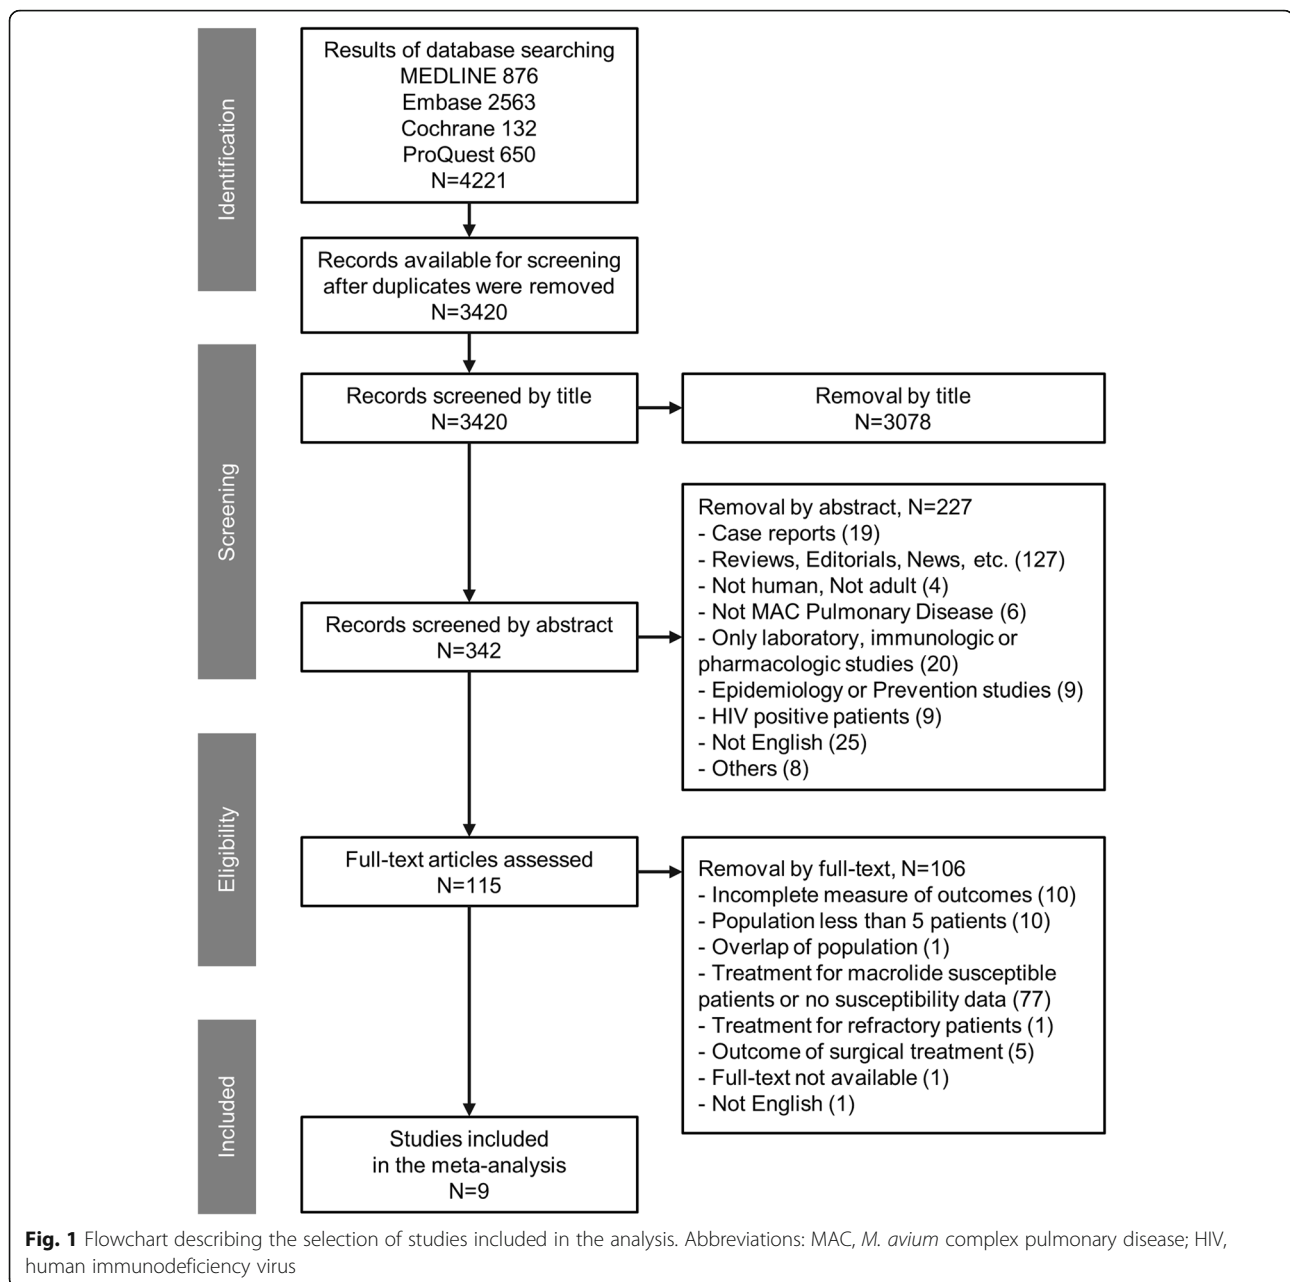 Identification
Results of database searching
MEDLINE 876
Embase 2563
Cochrane 132
ProQuest 650
N=4221
Records available for screening
after duplicates were removed
N=3420
Screening
Records screened by title
N=3420
Removal by title
N=3078
Records screened by abstract
N=342
Removal by abstract, N=227
- Case reports (19)
- Reviews, Editorials, News, etc. (127)
- Not human, Not adult (4)
- Not MAC Pulmonary Disease (6)
- Only laboratory, immunologic or
pharmacologic studies (20)
- Epidemiology or Prevention studies (9)
- HIV positive patients (9)
- Not English (25)
- Others (8)
Eligibility
Full-text articles assessed
N=115
Removal by full-text, N=106
- Incomplete measure of outcomes (10)
- Population less than 5 patients (10)
- Overlap of population (1)
- Treatment for macrolide susceptible
patients or no susceptibility data (77)
- Treatment for refractory patients (1)
- Outcome of surgical treatment (5)
- Full-text not available (1)
- Not English (1)
Included
Studies included
in the meta-analysis
N=9
Fig. 1 Flowchart describing the selection of studies included in the analysis. Abbreviations: MAC, M. avium complex pulmonary disease; HIV,
human immunodeficiency virus